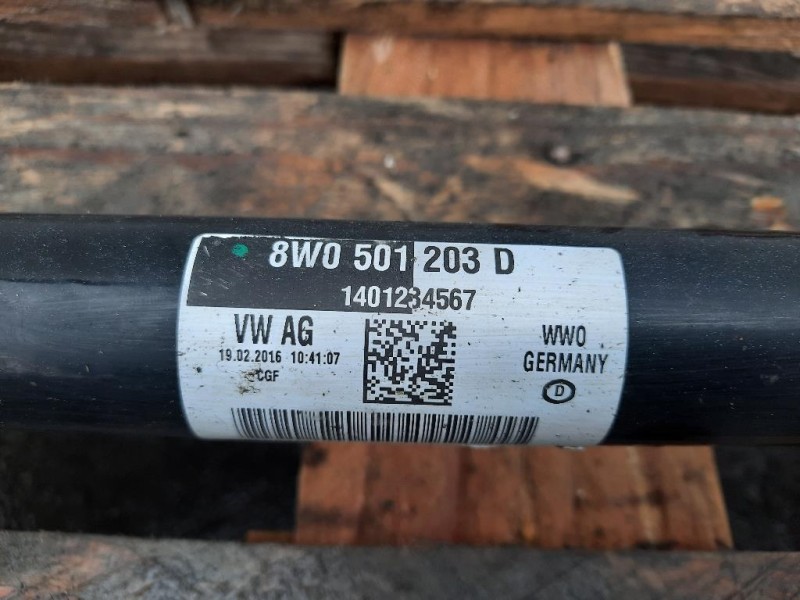 8W0 501 203 D
1401234567
VW AG
19.02.2016 10:41:07
CGF
WWO
GERMANY
D